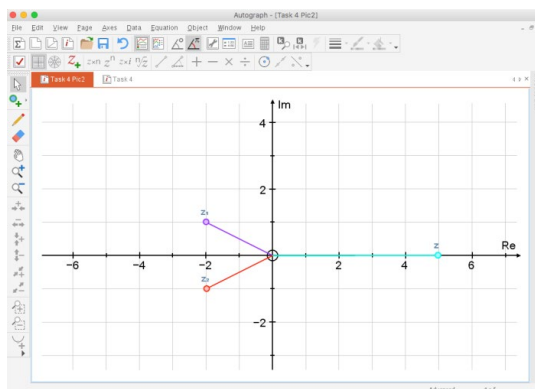 Autograph - [Task 4 Pic2]
File Edit View Page Axes Data Equation Object Window Help
z×n zⁿ z×i ⁿ√z
Task 4 Pic2 Task 4
Im
4
2
z₁
z
Re
-6 -4 -2 2 4 6
z₂
-2